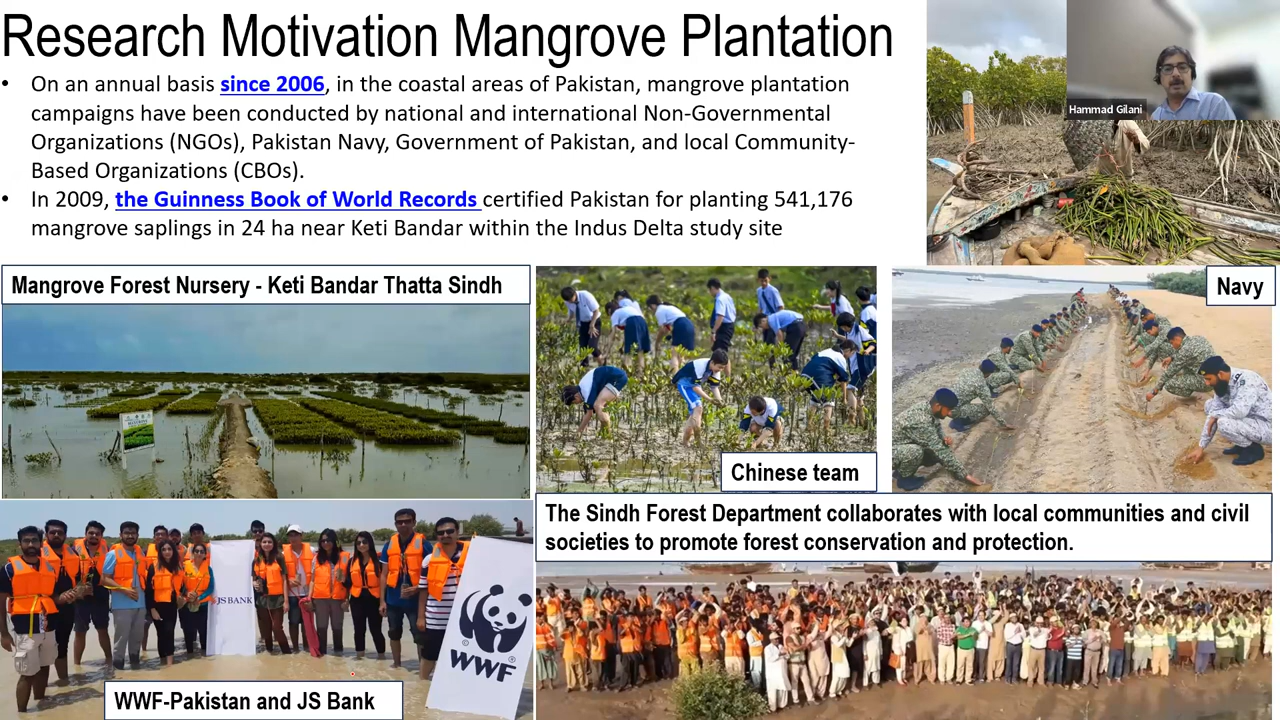 Research Motivation Mangrove Plantation
• On an annual basis since 2006, in the coastal areas of Pakistan, mangrove plantation
campaigns have been conducted by national and international Non-Governmental
Organizations (NGOs), Pakistan Navy, Government of Pakistan, and local Community-
Based Organizations (CBOs).
• In 2009, the Guinness Book of World Records certified Pakistan for planting 541,176
mangrove saplings in 24 ha near Keti Bandar within the Indus Delta study site
Hammad Gilani
Mangrove Forest Nursery - Keti Bandar Thatta Sindh
Navy
Chinese team
The Sindh Forest Department collaborates with local communities and civil
societies to promote forest conservation and protection.
JS BANK
WWF
WWF-Pakistan and JS Bank